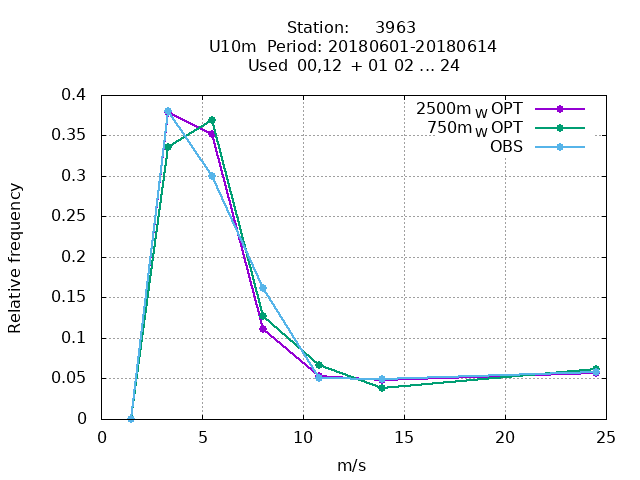 Station: 3963
U10m Period: 20180601-20180614
Used 00,12 + 01 02 ... 24
2500m_W OPT
750m_W OPT
OBS
Relative frequency
0.4
0.35
0.3
0.25
0.2
0.15
0.1
0.05
0
0 5 10 15 20 25
m/s